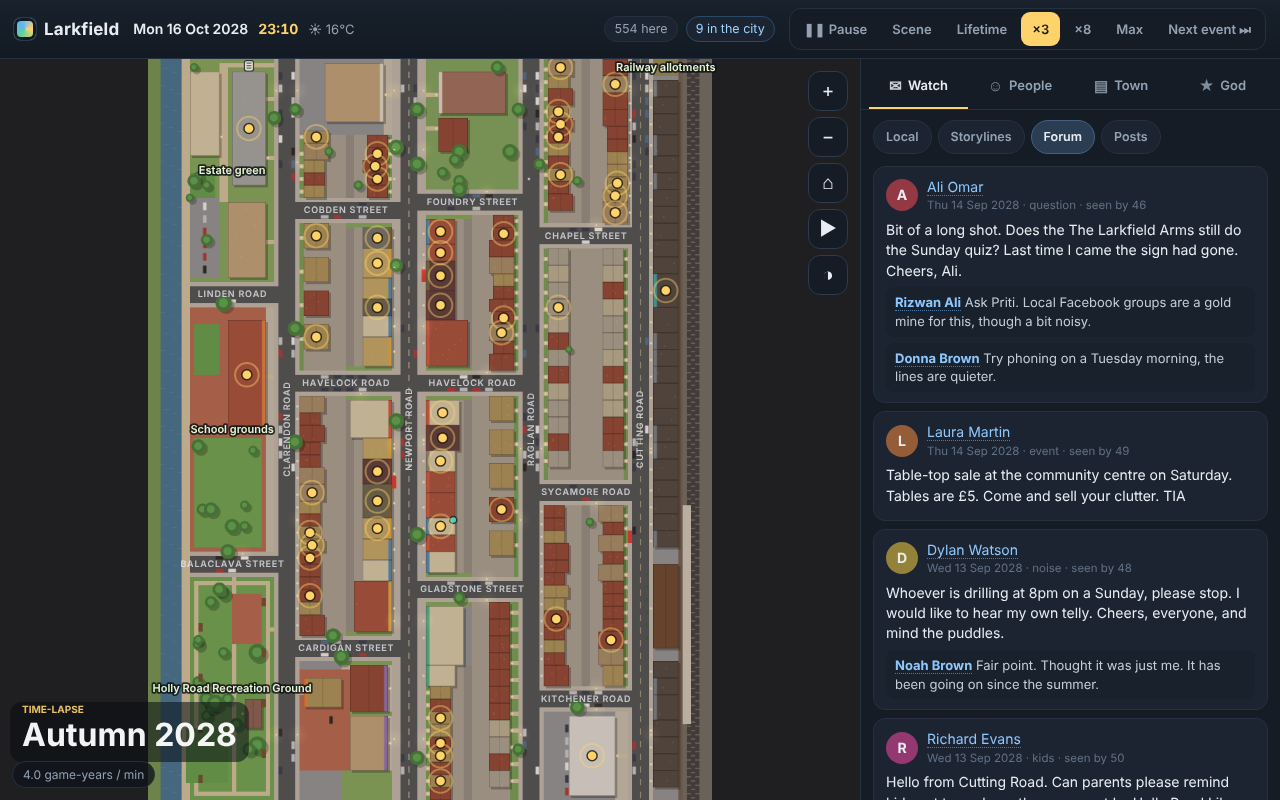 Larkfield
Mon 16 Oct 2028 23:10 ☀ 16°C
554 here
9 in the city
❚❚ Pause
Scene
Lifetime
×3
×8
Max
Next event ⏭
Railway allotments
Estate green
COBDEN STREET
FOUNDRY STREET
CHAPEL STREET
LINDEN ROAD
HAVELOCK ROAD
HAVELOCK ROAD
CLARENDON ROAD
NEWPORT ROAD
RAGLAN ROAD
CUTTING ROAD
School grounds
SYCAMORE ROAD
BALACLAVA STREET
GLADSTONE STREET
CARDIGAN STREET
Holly Road Recreation Ground
KITCHENER ROAD
TIME-LAPSE
Autumn 2028
4.0 game-years / min
+
−
✉ Watch
☺ People
▤ Town
★ God
Local
Storylines
Forum
Posts
A
Ali Omar
Thu 14 Sep 2028 · question · seen by 46
Bit of a long shot. Does the The Larkfield Arms still do
the Sunday quiz? Last time I came the sign had gone.
Cheers, Ali.
Rizwan Ali Ask Priti. Local Facebook groups are a gold
mine for this, though a bit noisy.
Donna Brown Try phoning on a Tuesday morning, the
lines are quieter.
L
Laura Martin
Thu 14 Sep 2028 · event · seen by 49
Table-top sale at the community centre on Saturday.
Tables are £5. Come and sell your clutter. TIA
D
Dylan Watson
Wed 13 Sep 2028 · noise · seen by 48
Whoever is drilling at 8pm on a Sunday, please stop. I
would like to hear my own telly. Cheers, everyone, and
mind the puddles.
Noah Brown Fair point. Thought it was just me. It has
been going on since the summer.
R
Richard Evans
Wed 13 Sep 2028 · kids · seen by 50
Hello from Cutting Road. Can parents please remind